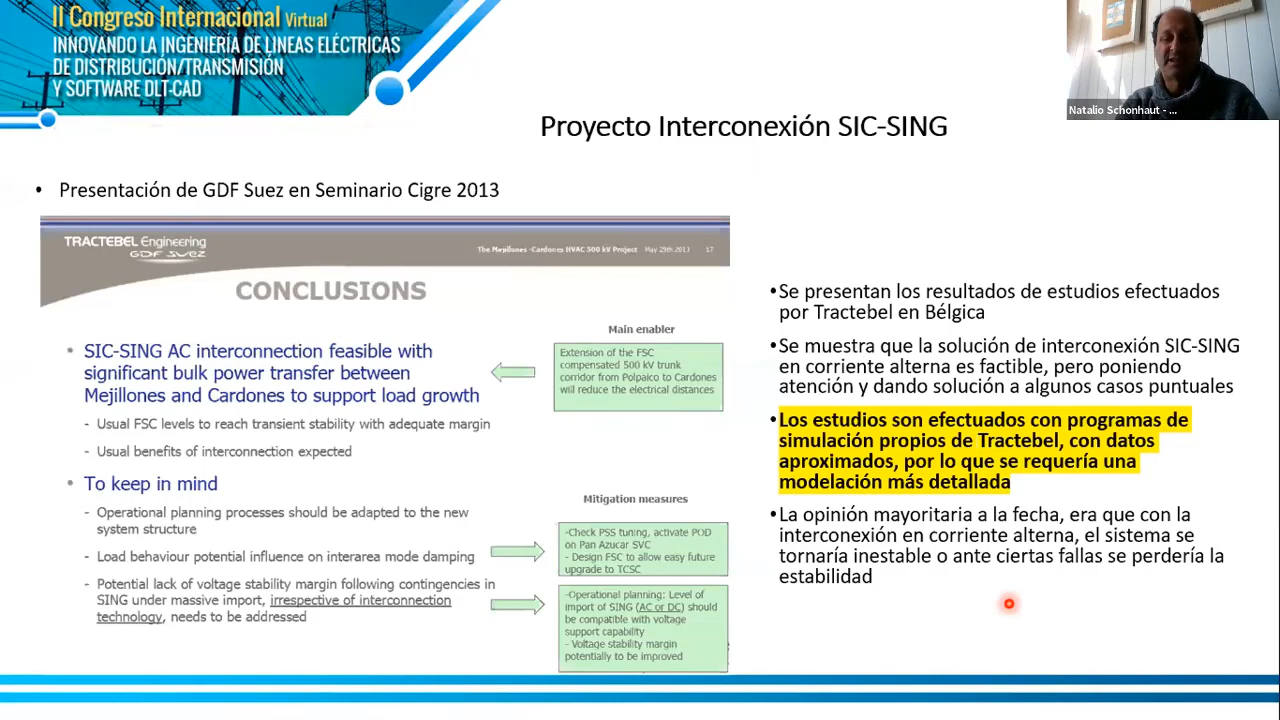 II Congreso Internacional Virtual
INNOVANDO LA INGENIERÍA DE LINEAS ELÉCTRICAS
DE DISTRIBUCIÓN/TRANSMISIÓN
Y SOFTWARE DLT-CAD
Natalio Schonhaut - ...
Proyecto Interconexión SIC-SING
• Presentación de GDF Suez en Seminario Cigre 2013
TRACTEBEL Engineering
GDF SUEZ
The Mejillones -Cardones HVAC 500 kV Project May 29th 2013 17
CONCLUSIONS
• SIC-SING AC interconnection feasible with
significant bulk power transfer between
Mejillones and Cardones to support load growth
- Usual FSC levels to reach transient stability with adequate margin
- Usual benefits of interconnection expected
• To keep in mind
- Operational planning processes should be adapted to the new
system structure
- Load behaviour potential influence on interarea mode damping
- Potential lack of voltage stability margin following contingencies in
SING under massive import, irrespective of interconnection
technology, needs to be addressed
Main enabler
Extension of the FSC
compensated 500 kV trunk
corridor from Polpaico to Cardones
will reduce the electrical distances
Mitigation measures
-Check PSS tuning, activate POD
on Pan Azucar SVC
- Design FSC to allow easy future
upgrade to TCSC
-Operational planning: Level of
import of SING (AC or DC) should
be compatible with voltage
support capability
- Voltage stability margin
potentially to be improved
•Se presentan los resultados de estudios efectuados
por Tractebel en Bélgica
•Se muestra que la solución de interconexión SIC-SING
en corriente alterna es factible, pero poniendo
atención y dando solución a algunos casos puntuales
•Los estudios son efectuados con programas de
simulación propios de Tractebel, con datos
aproximados, por lo que se requería una
modelación más detallada
•La opinión mayoritaria a la fecha, era que con la
interconexión en corriente alterna, el sistema se
tornaría inestable o ante ciertas fallas se perdería la
estabilidad